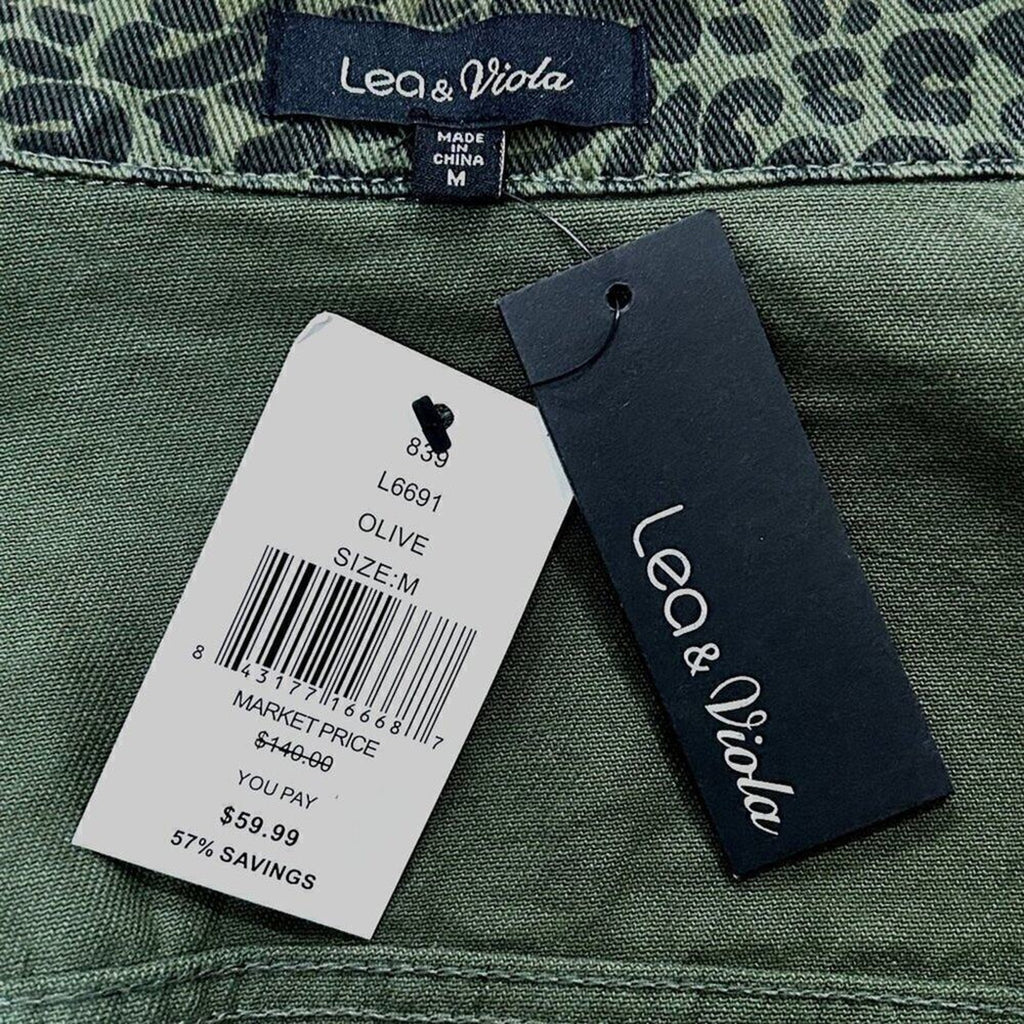 Lea & Viola
MADE
IN
CHINA
M
839
L6691
OLIVE
SIZE:M
8 43177 16668 7
MARKET PRICE
$140.00
YOU PAY
$59.99
57% SAVINGS
Lea & Viola